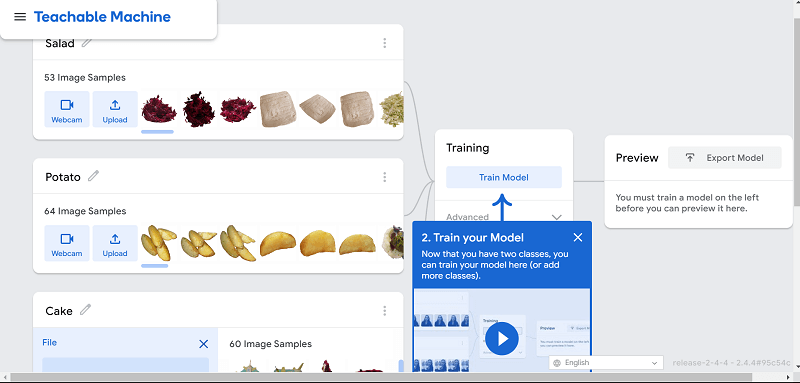 Teachable Machine
Salad
53 Image Samples
Webcam
Upload
Potato
64 Image Samples
Webcam
Upload
Cake
File
60 Image Samples
Training
Train Model
Advanced
2. Train your Model
Now that you have two classes, you
can train your model here (or add
more classes).
Training
Preview
Preview
Export Model
You must train a model on the left
before you can preview it here.
English
release-2-4-4 - 2.4.4#95c54c